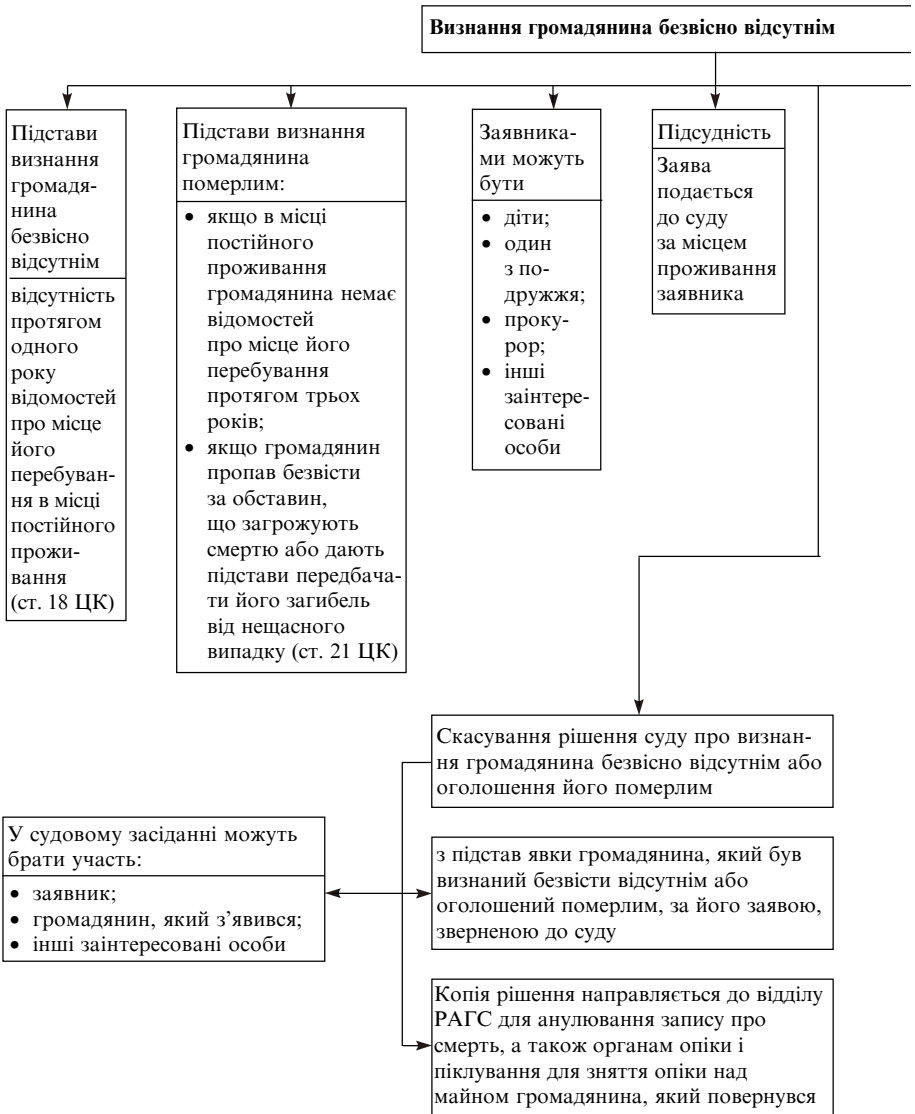 Визнання громадянина безвісно відсутнім
Підстави
визнання
громадя-
нина
безвісно
відсутнім
відсутність
протягом
одного
року
відомостей
про місце
його
перебуван-
ня в місці
постійного
прожи-
вання
(ст. 18 ЦК)
Підстави визнання
громадянина
померлим:
• якщо в місці
постійного
проживання
громадянина немає
відомостей
про місце його
перебування
протягом трьох
років;
• якщо громадянин
пропав безвісти
за обставин,
що загрожують
смертю або дають
підстави передбача-
ти його загибель
від нещасного
випадку (ст. 21 ЦК)
Заявника-
ми можуть
бути
• діти;
• один
з по-
дружжя;
• проку-
рор;
• інші
заінтере-
совані
особи
Підсудність
Заява
подається
до суду
за місцем
проживання
заявника
Скасування рішення суду про визнан-
ня громадянина безвісно відсутнім або
оголошення його померлим
У судовому засіданні можуть
брати участь:
• заявник;
• громадянин, який з'явився;
• інші заінтересовані особи
з підстав явки громадянина, який був
визнаний безвісти відсутнім або
оголошений померлим, за його заявою,
зверненою до суду
Копія рішення направляється до відділу
РАГС для анулювання запису про
смерть, а також органам опіки і
піклування для зняття опіки над
майном громадянина, який повернувся